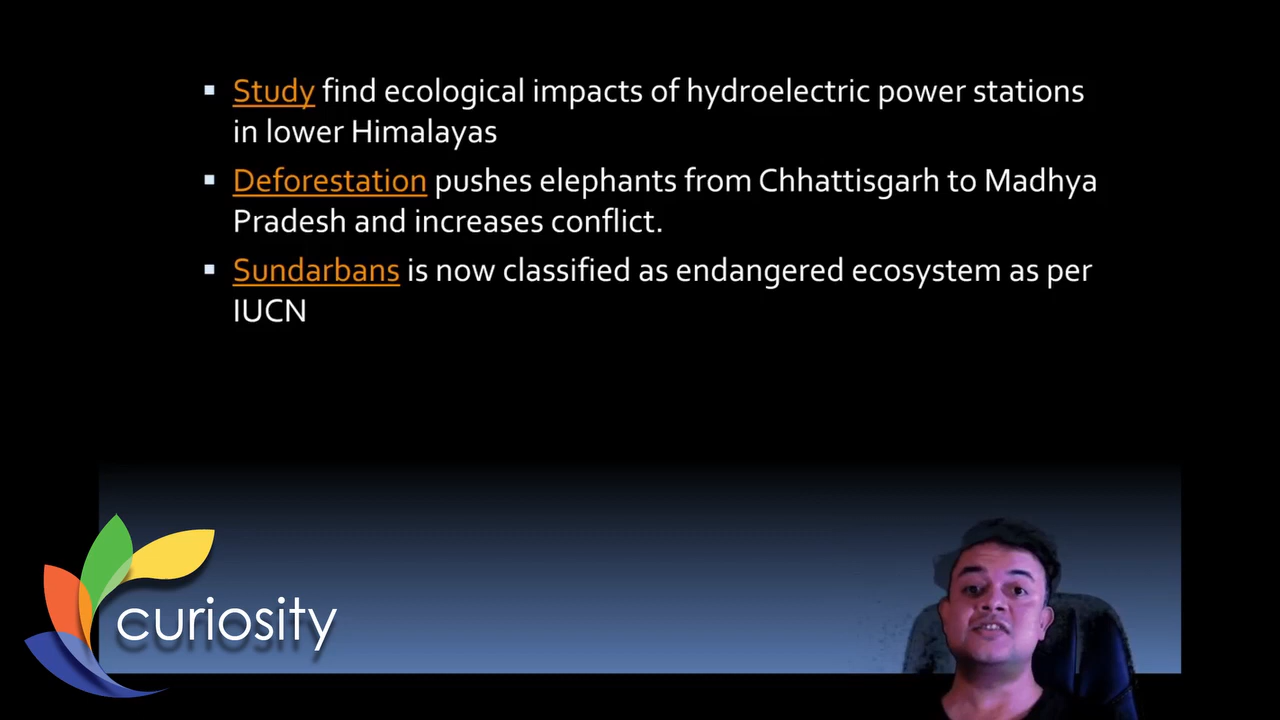 Study find ecological impacts of hydroelectric power stations
in lower Himalayas
Deforestation pushes elephants from Chhattisgarh to Madhya
Pradesh and increases conflict.
Sundarbans is now classified as endangered ecosystem as per
IUCN
curiosity